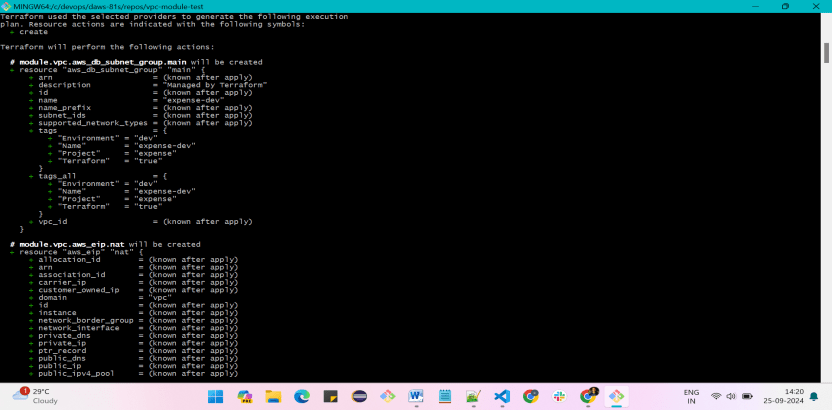 MINGW64:/c/devops/daws-81s/repos/vpc-module-test
Terraform used the selected providers to generate the following execution
plan. Resource actions are indicated with the following symbols:
  + create

Terraform will perform the following actions:

  # module.vpc.aws_db_subnet_group.main will be created
  + resource "aws_db_subnet_group" "main" {
      + arn                     = (known after apply)
      + description             = "Managed by Terraform"
      + id                      = (known after apply)
      + name                    = "expense-dev"
      + name_prefix             = (known after apply)
      + subnet_ids              = (known after apply)
      + supported_network_types = (known after apply)
      + tags                    = {
          + "Environment" = "dev"
          + "Name"        = "expense-dev"
          + "Project"     = "expense"
          + "Terraform"   = "true"
        }
      + tags_all                = {
          + "Environment" = "dev"
          + "Name"        = "expense-dev"
          + "Project"     = "expense"
          + "Terraform"   = "true"
        }
      + vpc_id                  = (known after apply)
    }

  # module.vpc.aws_eip.nat will be created
  + resource "aws_eip" "nat" {
      + allocation_id        = (known after apply)
      + arn                  = (known after apply)
      + association_id       = (known after apply)
      + carrier_ip           = (known after apply)
      + customer_owned_ip    = (known after apply)
      + domain               = "vpc"
      + id                   = (known after apply)
      + instance             = (known after apply)
      + network_border_group = (known after apply)
      + network_interface    = (known after apply)
      + private_dns          = (known after apply)
      + private_ip           = (known after apply)
      + ptr_record           = (known after apply)
      + public_dns           = (known after apply)
      + public_ip            = (known after apply)
      + public_ipv4_pool     = (known after apply)
1
29°C
Cloudy
PRE
ENG
IN
14:20
25-09-2024